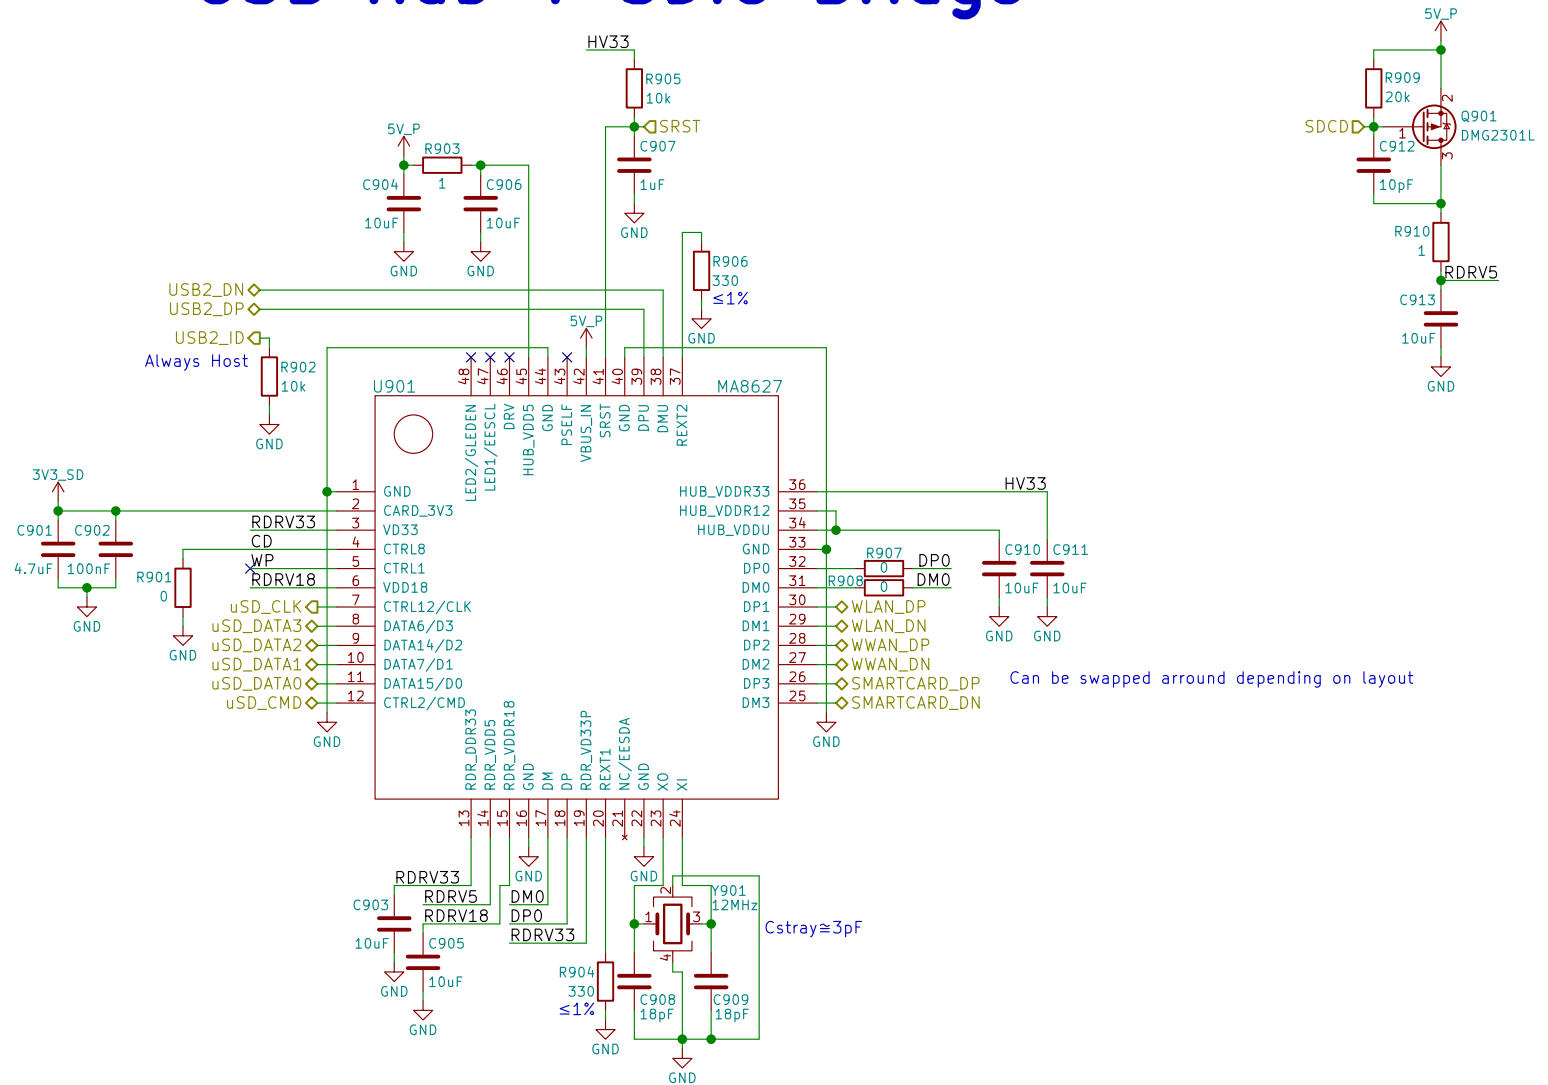 USB Hub + SDIO Bridge
HV33
R905
10k
SRST
C907
1uF
GND
5V_P
R903
1
C904
10uF
GND
C906
10uF
GND
R906
330
≤1%
GND
USB2_DN
USB2_DP
USB2_ID
Always Host
R902
10k
GND
5V_P
5V_P
R909
20k
SDCD
Q901
DMG2301L
1
2
3
C912
10pF
R910
1
RDRV5
C913
10uF
GND
U901
MA8627
48 LED2/GLEDEN
47 LED1/EESCL
46 DRV
45 HUB_VDD5
44 GND
43 PSELF
42 VBUS_IN
41 SRST
40 GND
39 DPU
38 DMU
37 REXT2
3V3_SD
C901
4.7uF
C902
100nF
GND
RDRV33
CD
WP
RDRV18
R901
0
GND
uSD_CLK
uSD_DATA3
uSD_DATA2
uSD_DATA1
uSD_DATA0
uSD_CMD
GND
1 GND
2 CARD_3V3
3 VD33
4 CTRL8
5 CTRL1
6 VDD18
7 CTRL12/CLK
8 DATA6/D3
9 DATA14/D2
10 DATA7/D1
11 DATA15/D0
12 CTRL2/CMD
HUB_VDDR33 36
HUB_VDDR12 35
HUB_VDDU 34
GND 33
DP0 32
DM0 31
DP1 30
DM1 29
DP2 28
DM2 27
DP3 26
DM3 25
HV33
R907
0
DP0
R908
0
DM0
C910
10uF
GND
C911
10uF
GND
WLAN_DP
WLAN_DN
WWAN_DP
WWAN_DN
SMARTCARD_DP
SMARTCARD_DN
GND
Can be swapped arround depending on layout
13 RDR_DDR33
14 RDR_VDD5
15 RDR_VDDR18
16 GND
17 DM
18 DP
19 RDR_VD33P
20 REXT1
21 NC/EESDA
22 GND
23 XO
24 XI
GND
GND
RDRV33
RDRV5
RDRV18
DM0
DP0
RDRV33
C903
10uF
GND
C905
10uF
GND
Y901
12MHz
1
2
3
4
Cstray≅3pF
R904
330
≤1%
GND
C908
18pF
C909
18pF
GND